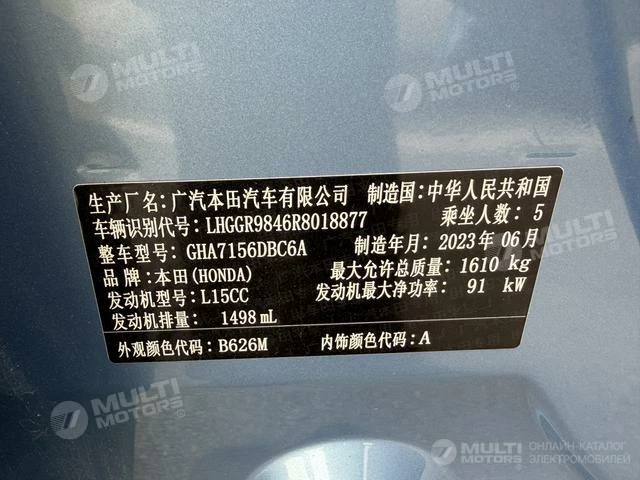 MULTI MOTORS
MULTI MOTORS
生产厂名：广汽本田汽车有限公司 制造国：中华人民共和国
车辆识别代号：LHGGR9846R8018877 乘坐人数：5
整车型号：GHA7156DBC6A 制造年月：2023年06月
品牌：本田(HONDA) 最大允许总质量：1610 kg
发动机型号：L15CC 发动机最大净功率：91 kW
发动机排量：1498 mL
外观颜色代码：B626M 内饰颜色代码：A
MULTI MOTORS
MULTI MOTORS
ОНЛАЙН-КАТАЛОГ
ЭЛЕКТРОМОБИЛЕЙ